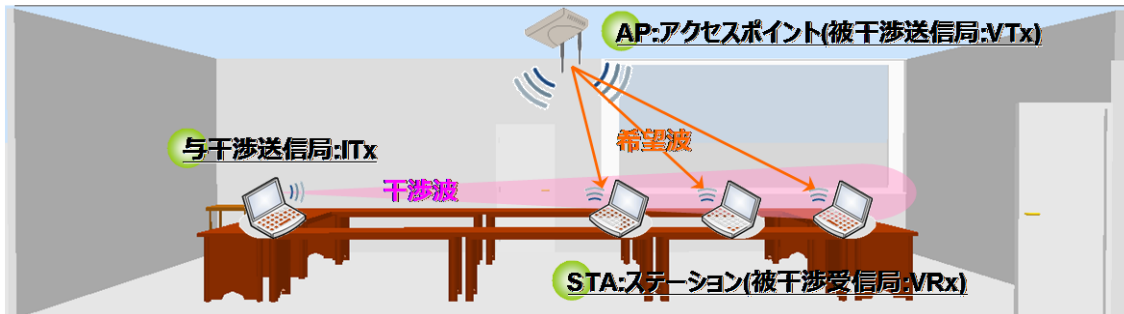 AP:アクセスポイント(被干渉送信局:VTx)
与干渉送信局:ITx
希望波
干渉波
STA:ステーション(被干渉受信局:VRx)